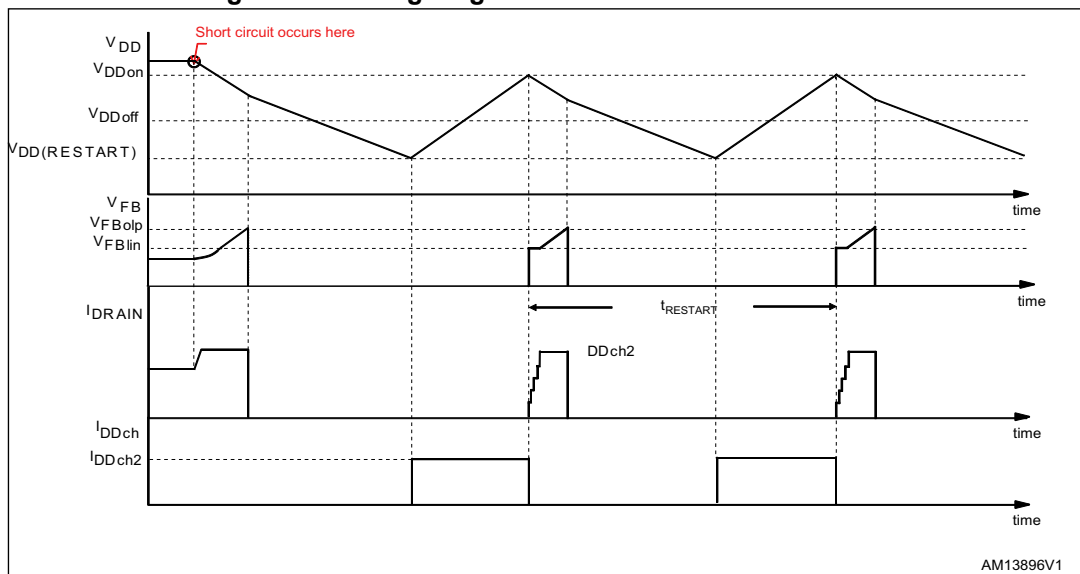 Short circuit occurs here
VDD
VDDon
VDDoff
VDD(RESTART)
time
VFB
VFBolp
VFBlin
time
IDRAIN
tRESTART
DDch2
time
IDDch
IDDch2
time
AM13896V1